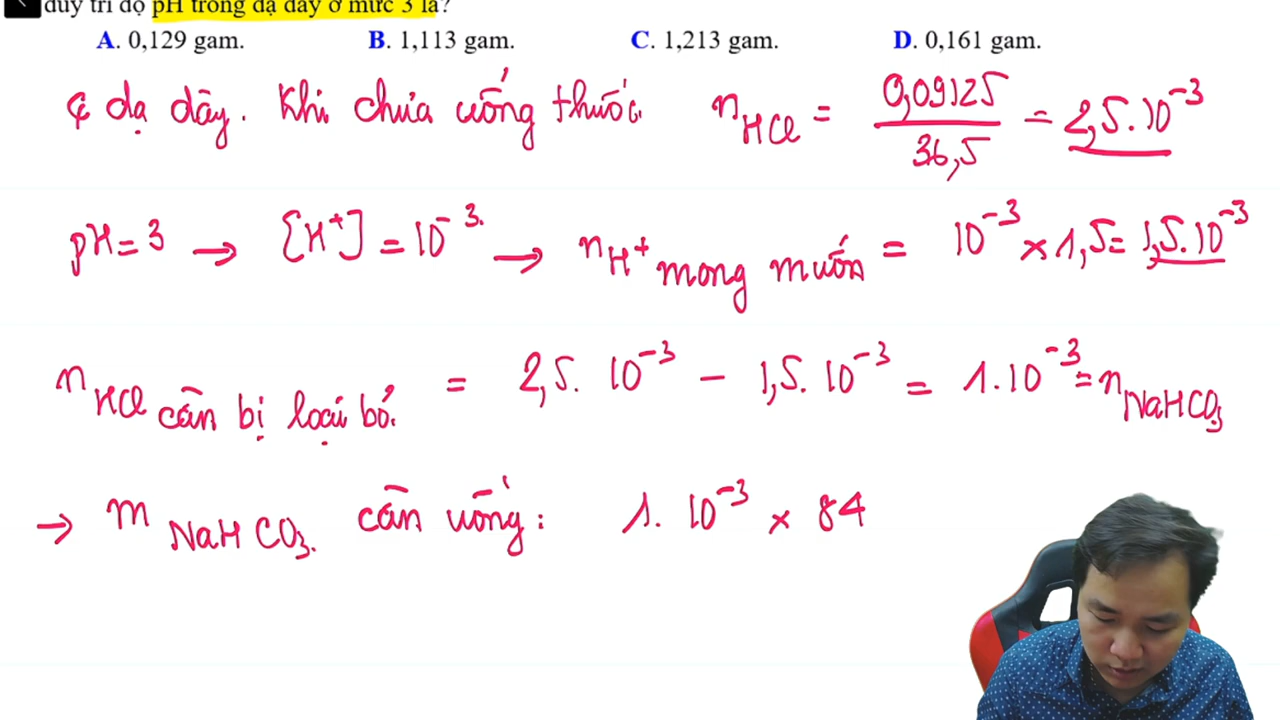 duy trì độ pH trong dạ dày ở mức 3 là?
A. 0,129 gam. B. 1,113 gam. C. 1,213 gam. D. 0,161 gam.
dạ dày. Khi chưa uống thuốc. nHCl = 0,09125 / 36,5 = 2,5.10⁻³
pH = 3 → [H⁺] = 10⁻³. → nH⁺ mong muốn = 10⁻³ × 1,5 = 1,5.10⁻³
nHCl cần bị loại bỏ. = 2,5.10⁻³ − 1,5.10⁻³ = 1.10⁻³ = nNaHCO₃
→ mNaHCO₃. cần uống: 1.10⁻³ × 84